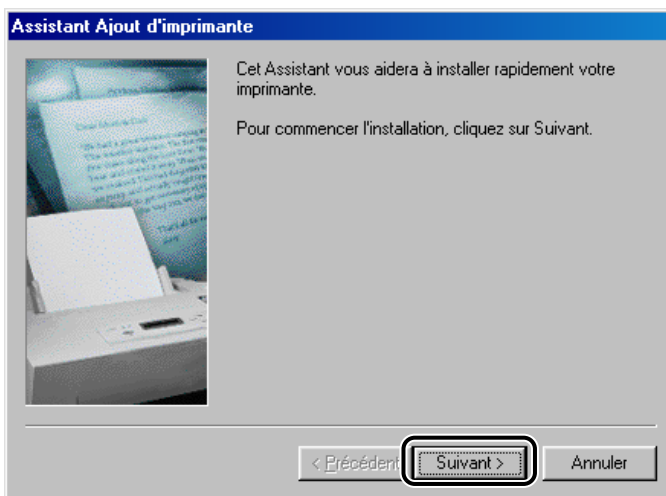 Assistant Ajout d'imprimante
Cet Assistant vous aidera à installer rapidement votre
imprimante.
Pour commencer l'installation, cliquez sur Suivant.
< Précédent
Suivant >
Annuler